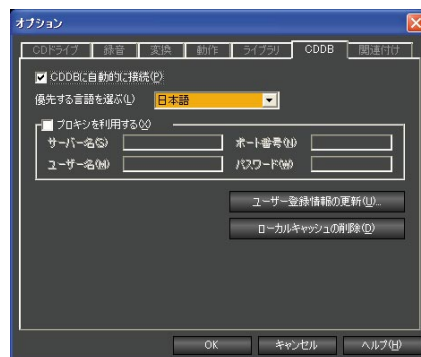 オプション
CDドライブ 録音 変換 動作 ライブラリ CDDB 関連付け
CDDBに自動的に接続(P)
優先する言語を選ぶ(L) 日本語
プロキシを利用する(X)
サーバー名(S) ポート番号(N)
ユーザー名(M) パスワード(W)
ユーザー登録情報の更新(U)...
ローカルキャッシュの削除(D)
OK キャンセル ヘルプ(H)